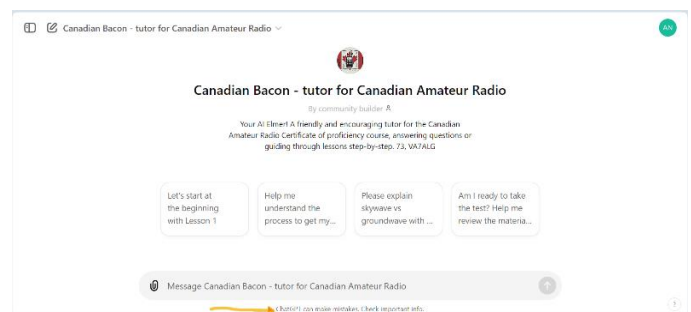 Canadian Bacon - tutor for Canadian Amateur Radio
AN
Canadian Bacon - tutor for Canadian Amateur Radio
By community builder
Your AI Elmer! A friendly and encouraging tutor for the Canadian
Amateur Radio Certificate of proficiency course, answering questions or
guiding through lessons step-by-step. 73, VA7ALG
Let's start at
the beginning
with Lesson 1
Help me
understand the
process to get my...
Please explain
skywave vs
groundwave with ...
Am I ready to take
the test? Help me
review the materia...
Message Canadian Bacon - tutor for Canadian Amateur Radio
ChatGPT can make mistakes. Check important info.
?